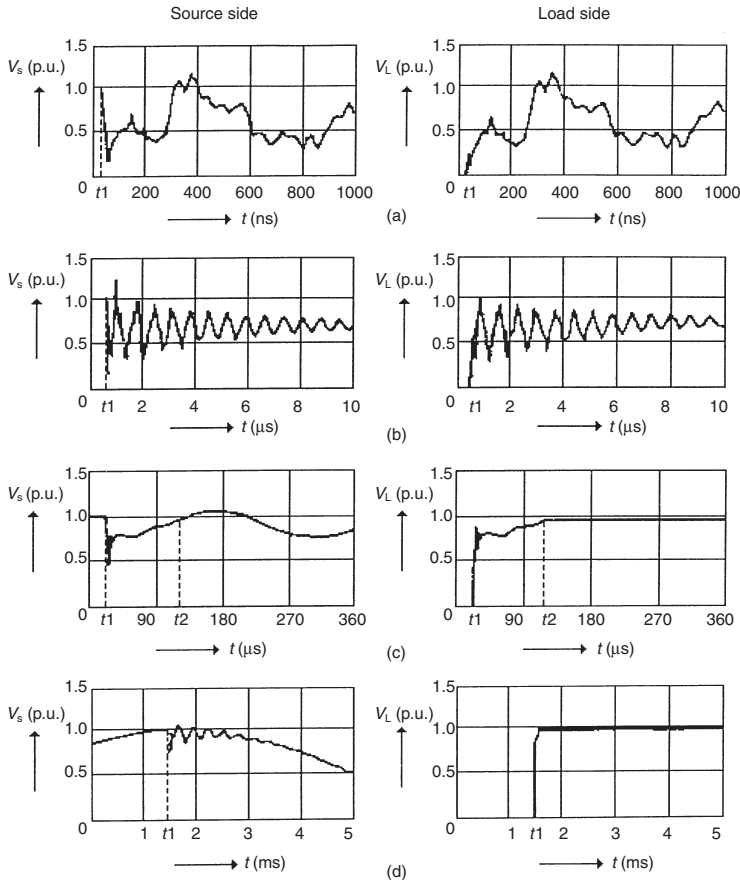 Source side
Load side
Vs (p.u.)
1.5
1.0
0.5
0
t1 200 400 600 800 1000
t (ns)
VL (p.u.)
1.5
1.0
0.5
0
t1 200 400 600 800 1000
t (ns)
(a)
Vs (p.u.)
1.5
1.0
0.5
0
t1 2 4 6 8 10
t (μs)
VL (p.u.)
1.5
1.0
0.5
0
t1 2 4 6 8 10
t (μs)
(b)
Vs (p.u.)
1.5
1.0
0.5
0
t1 90 t2 180 270 360
t (μs)
VL (p.u.)
1.5
1.0
0.5
0
t1 90 t2 180 270 360
t (μs)
(c)
Vs (p.u.)
1.5
1.0
0.5
0
1 t1 2 3 4 5
t (ms)
VL (p.u.)
1.5
1.0
0.5
0
1 t1 2 3 4 5
t (ms)
(d)